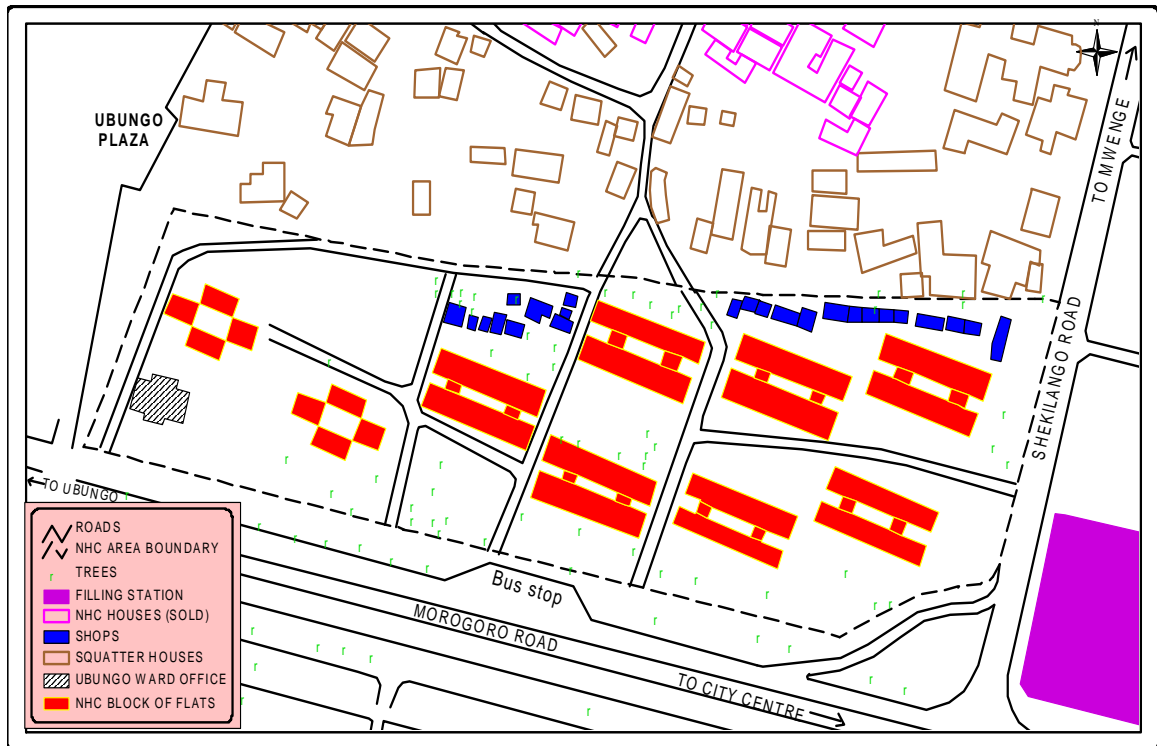 UBUNGO
PLAZA
TO MWENGE
SHEKILANGO ROAD
TO UBUNGO
Bus stop
MOROGORO ROAD
TO CITY CENTRE
ROADS
NHC AREA BOUNDARY
TREES
FILLING STATION
NHC HOUSES (SOLD)
SHOPS
SQUATTER HOUSES
UBUNGO WARD OFFICE
NHC BLOCK OF FLATS